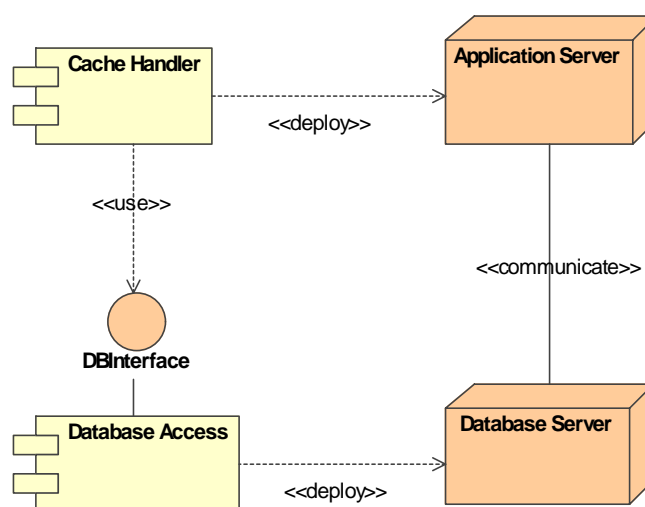 Cache Handler
Application Server
<<deploy>>
<<use>>
<<communicate>>
DBInterface
Database Access
Database Server
<<deploy>>